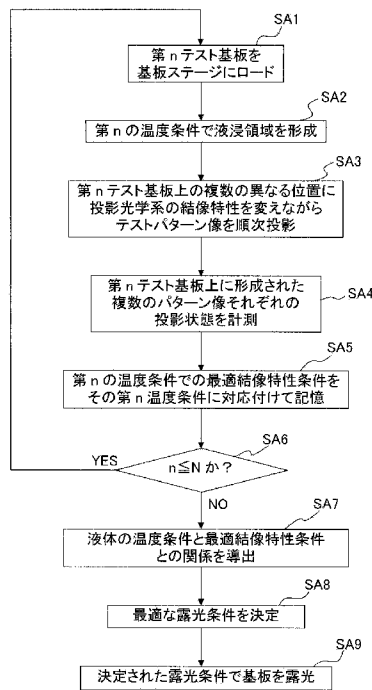 SA1
第nテスト基板を
基板ステージにロード
SA2
第nの温度条件で液浸領域を形成
SA3
第nテスト基板上の複数の異なる位置に
投影光学系の結像特性を変えながら
テストパターン像を順次投影
SA4
第nテスト基板上に形成された
複数のパターン像それぞれの
投影状態を計測
SA5
第nの温度条件での最適結像特性条件を
その第n温度条件に対応付けて記憶
SA6
YES
n≦Nか?
NO
SA7
液体の温度条件と最適結像特性条件
との関係を導出
SA8
最適な露光条件を決定
SA9
決定された露光条件で基板を露光